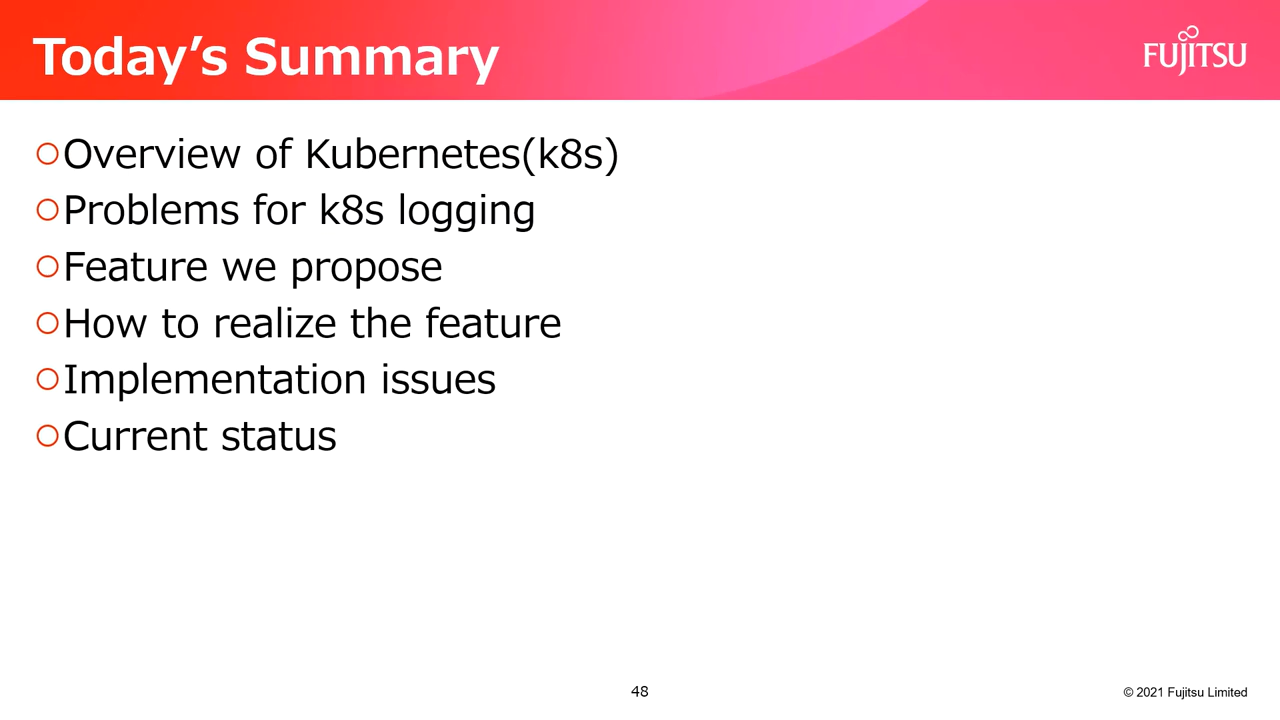 Today’s Summary
FUJITSU
Overview of Kubernetes(k8s)
Problems for k8s logging
Feature we propose
How to realize the feature
Implementation issues
Current status
48
© 2021 Fujitsu Limited